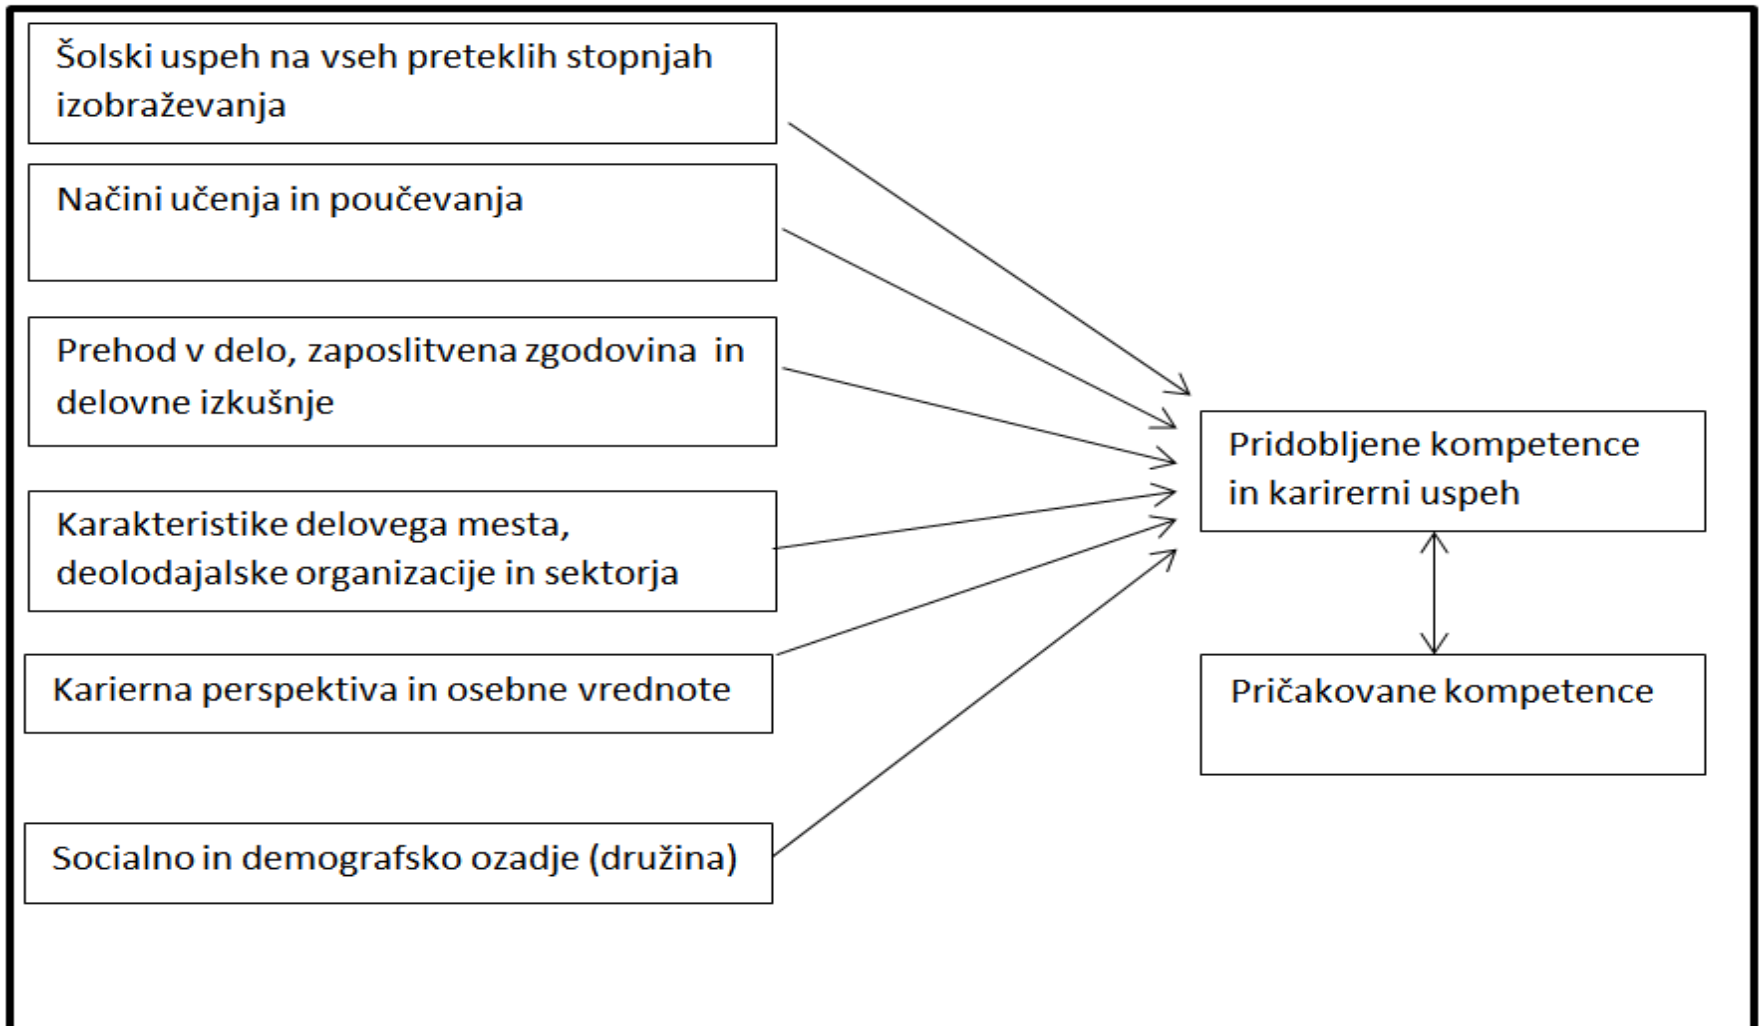 Šolski uspeh na vseh preteklih stopnjah
izobraževanja
Načini učenja in poučevanja
Prehod v delo, zaposlitvena zgodovina in
delovne izkušnje
Karakteristike delovega mesta,
deolodajalske organizacije in sektorja
Karierna perspektiva in osebne vrednote
Socialno in demografsko ozadje (družina)
Pridobljene kompetence
in karirerni uspeh
Pričakovane kompetence